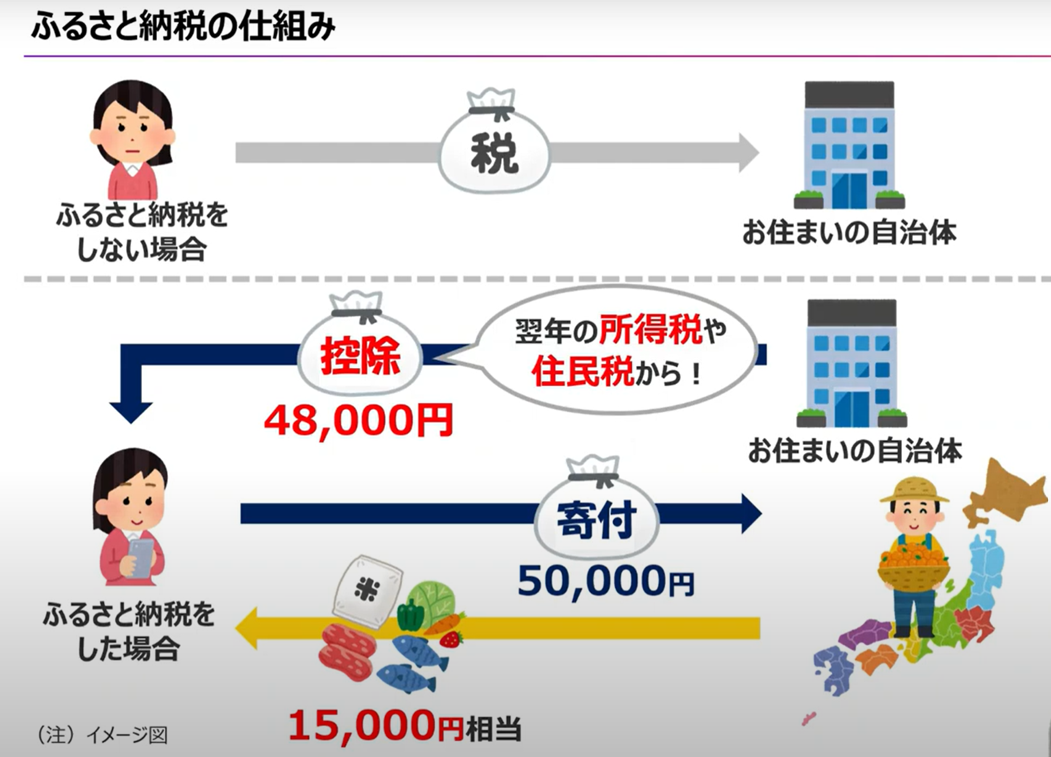 ふるさと納税の仕組み
税
ふるさと納税を
しない場合
お住まいの自治体
控除
翌年の所得税や
住民税から！
48,000円
お住まいの自治体
寄付
50,000円
米
ふるさと納税を
した場合
15,000円相当
（注）イメージ図